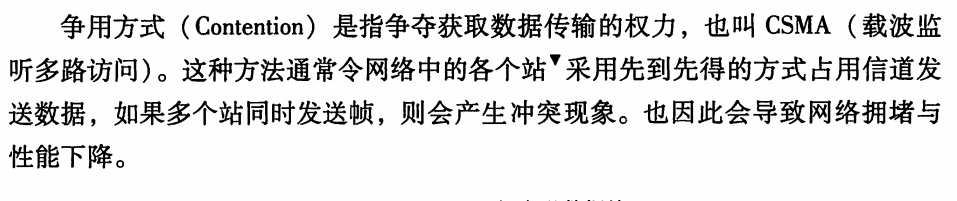 争用方式（Contention）是指争夺获取数据传输的权力，也叫 CSMA（载波监
听多路访问）。这种方法通常令网络中的各个站▼采用先到先得的方式占用信道发
送数据，如果多个站同时发送帧，则会产生冲突现象。也因此会导致网络拥堵与
性能下降。